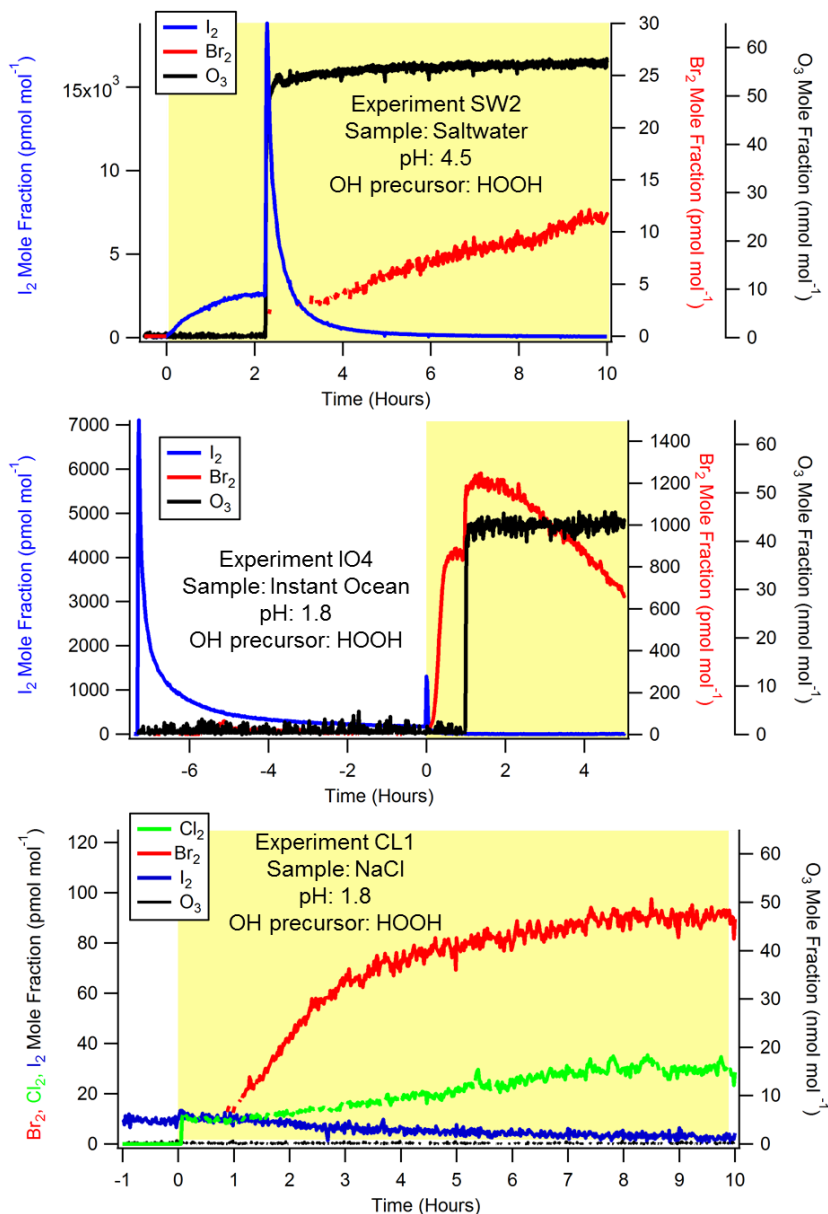 I₂
Br₂
O₃
Experiment SW2
Sample: Saltwater
pH: 4.5
OH precursor: HOOH
I₂ Mole Fraction (pmol mol⁻¹)
15x10³
10
5
0
30
25
20
15
10
5
0
Br₂ Mole Fraction (pmol mol⁻¹)
60
50
40
30
20
10
0
O₃ Mole Fraction (nmol mol⁻¹)
0 2 4 6 8 10
Time (Hours)
I₂
Br₂
O₃
Experiment IO4
Sample: Instant Ocean
pH: 1.8
OH precursor: HOOH
I₂ Mole Fraction (pmol mol⁻¹)
7000
6000
5000
4000
3000
2000
1000
0
1400
1200
1000
800
600
400
200
0
Br₂ Mole Fraction (pmol mol⁻¹)
60
50
40
30
20
10
0
O₃ Mole Fraction (nmol mol⁻¹)
-6 -4 -2 0 2 4
Time (Hours)
Cl₂
Br₂
I₂
O₃
Experiment CL1
Sample: NaCl
pH: 1.8
OH precursor: HOOH
Br₂, Cl₂, I₂ Mole Fraction (pmol mol⁻¹)
120
100
80
60
40
20
0
60
50
40
30
20
10
0
O₃ Mole Fraction (nmol mol⁻¹)
-1 0 1 2 3 4 5 6 7 8 9 10
Time (Hours)